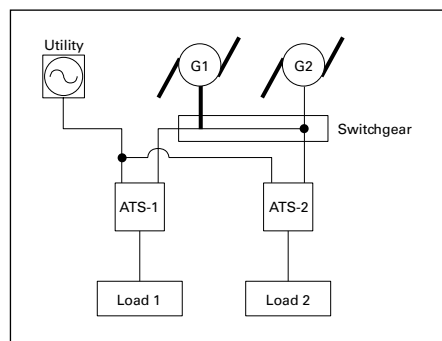 Utility
G1
G2
Switchgear
ATS-1
ATS-2
Load 1
Load 2